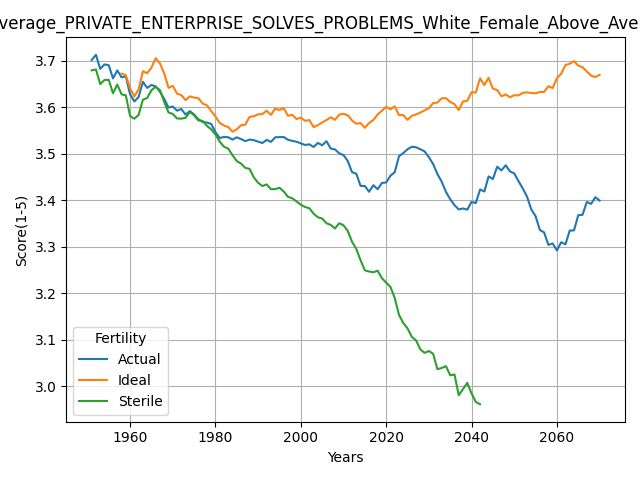 verage_PRIVATE_ENTERPRISE_SOLVES_PROBLEMS_White_Female_Above_Ave
3.7
3.6
3.5
3.4
3.3
3.2
3.1
3.0
Score(1-5)
Fertility
Actual
Ideal
Sterile
1960 1980 2000 2020 2040 2060
Years